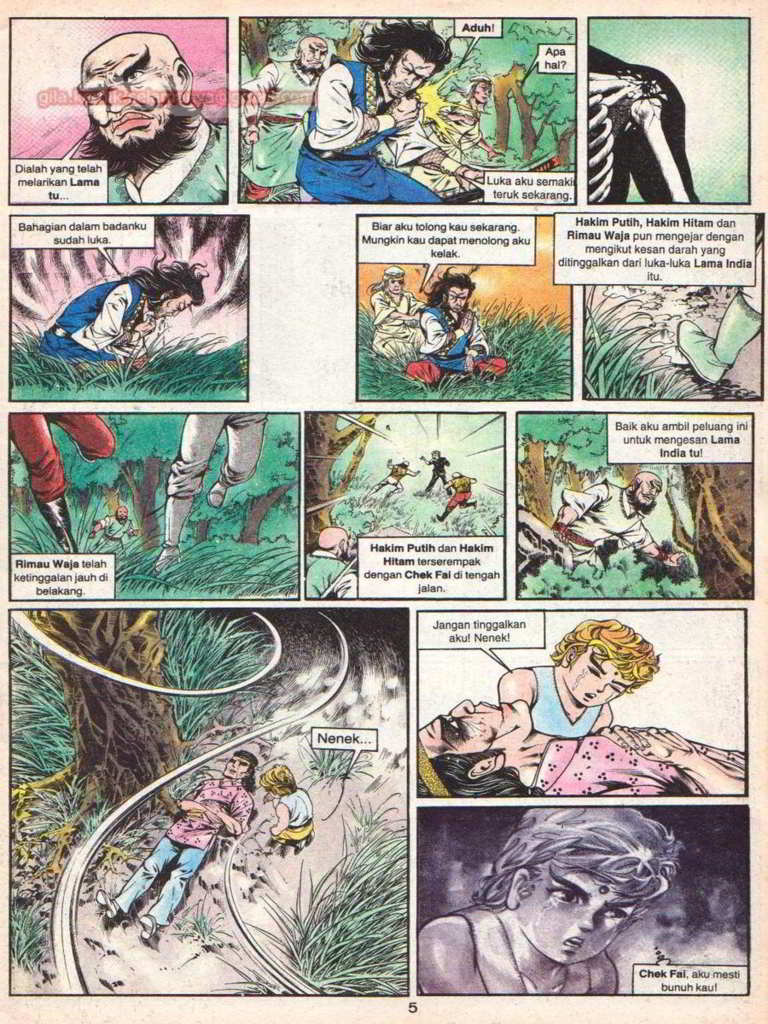 Dialah yang telah
melarikan Lama
tu...
Aduh!
Apa
hal?
Luka aku semakin
teruk sekarang.
Bahagian dalam badanku
sudah luka.
Biar aku tolong kau sekarang.
Mungkin kau dapat menolong aku
kelak.
Hakim Putih, Hakim Hitam dan
Rimau Waja pun mengejar dengan
mengikut kesan darah yang
ditinggalkan dari luka-luka Lama India
itu.
Rimau Waja telah
ketinggalan jauh di
belakang.
Hakim Putih dan Hakim
Hitam terserempak
dengan Chek Fai di tengah
jalan.
Baik aku ambil peluang ini
untuk mengesan Lama
India tu!
Nenek...
Jangan tinggalkan
aku! Nenek!
Chek Fai, aku mesti
bunuh kau!
5